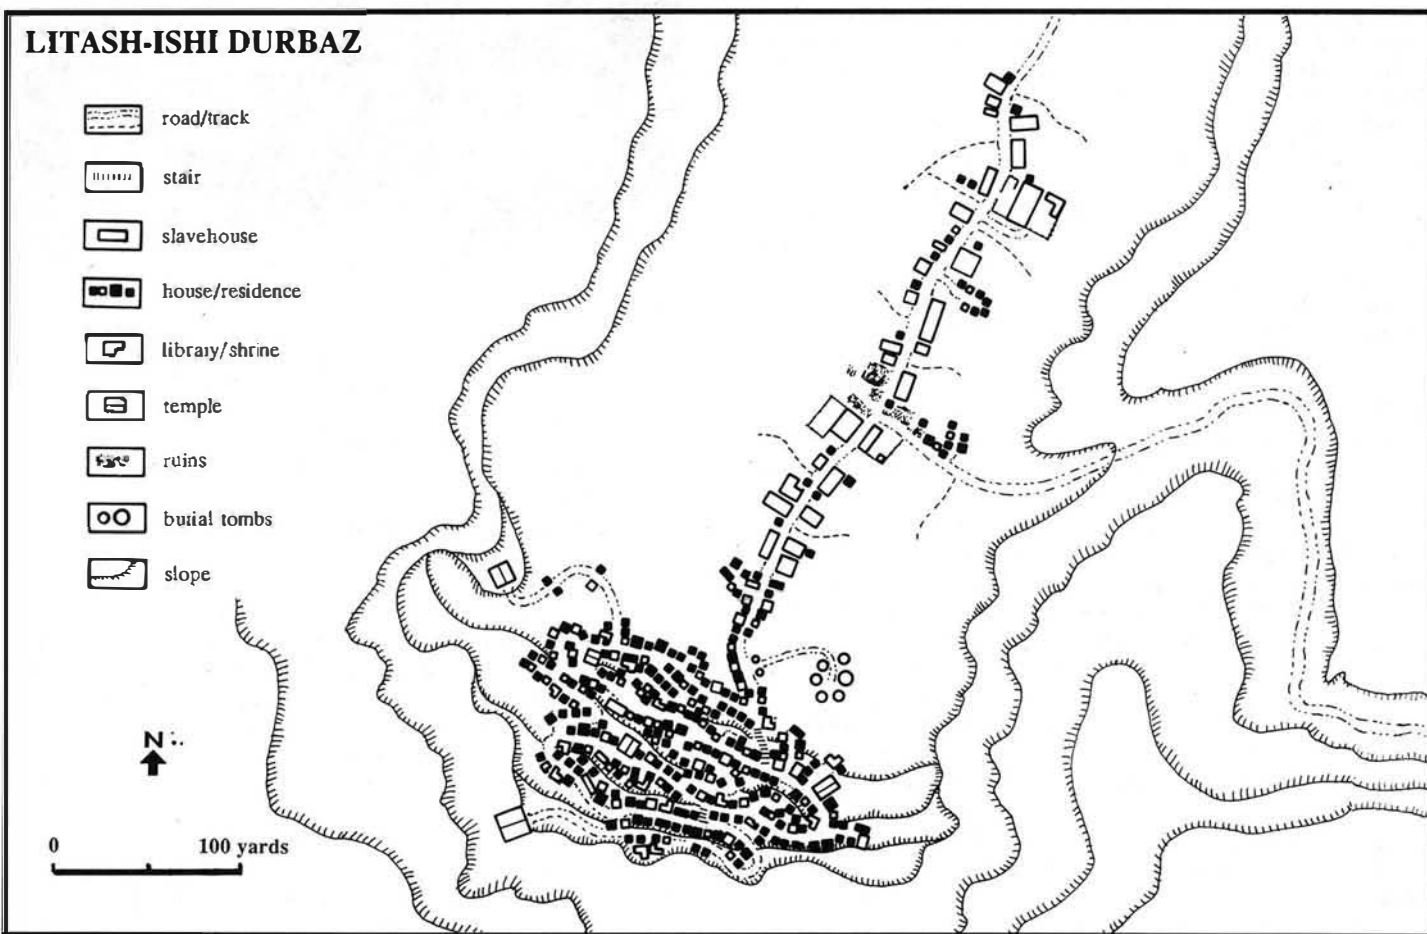 LITASH-ISHI DURBAZ
road/track
stair
slavehouse
house/residence
library/shrine
temple
ruins
burial tombs
slope
N
0 100 yards